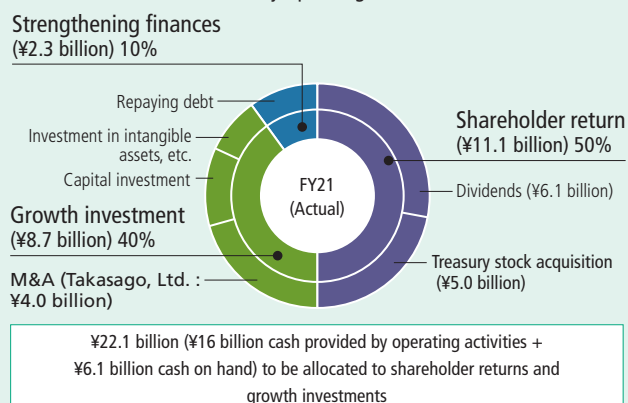 Strengthening finances
(¥2.3 billion) 10%
Repaying debt
Investment in intangible
assets, etc.
Capital investment
Growth investment
(¥8.7 billion) 40%
M&A (Takasago, Ltd. :
¥4.0 billion)
FY21
(Actual)
Shareholder return
(¥11.1 billion) 50%
Dividends (¥6.1 billion)
Treasury stock acquisition
(¥5.0 billion)
¥22.1 billion (¥16 billion cash provided by operating activities +
¥6.1 billion cash on hand) to be allocated to shareholder returns and
growth investments